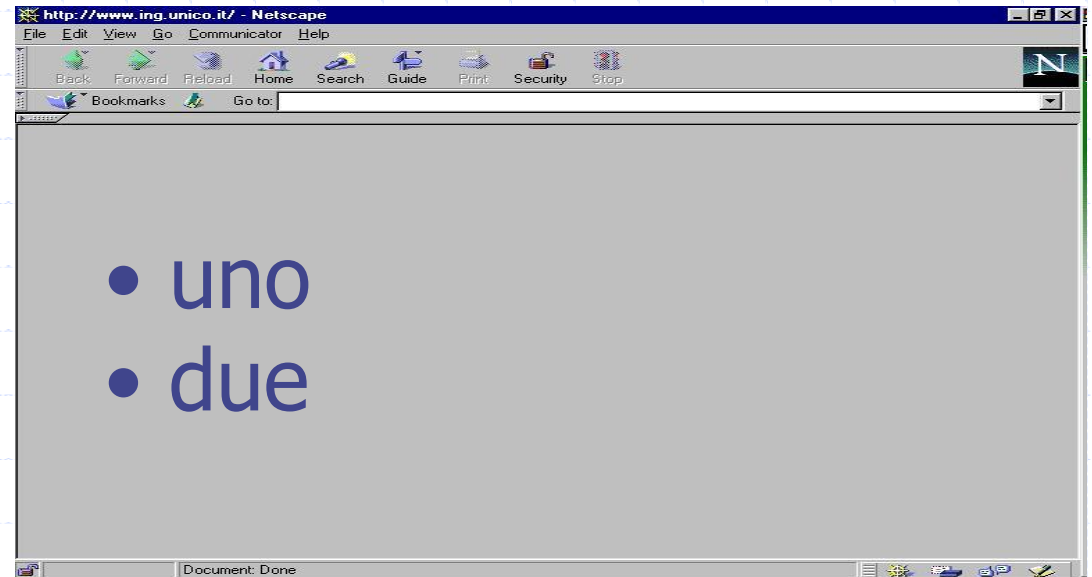 http://www.ing.unico.it/ - Netscape
File Edit View Go Communicator Help
Back Forward Reload Home Search Guide Print Security Stop
N
Bookmarks Go to:
• uno
• due
Document: Done